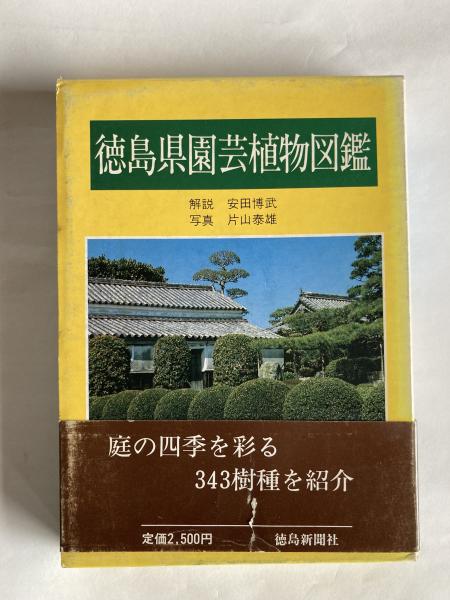 徳島県園芸植物図鑑
解説　安田博武
写真　片山泰雄
庭の四季を彩る
343樹種を紹介
定価2,500円　徳島新聞社